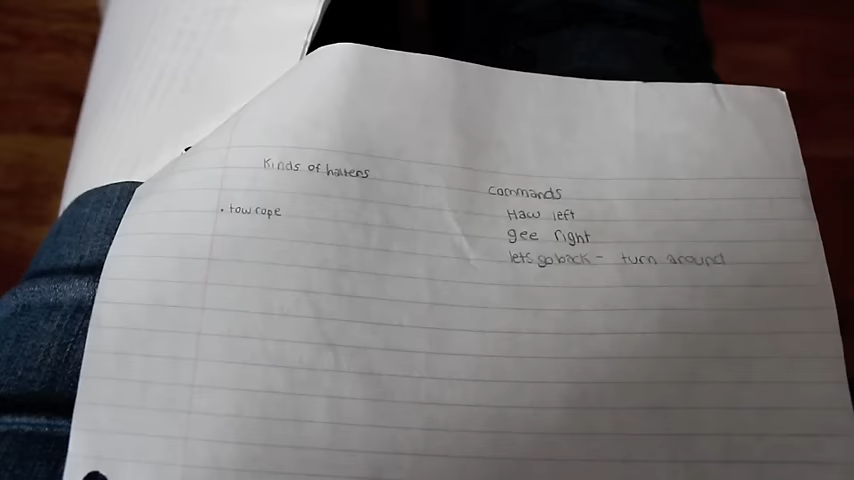 Kinds of halters
• tow rope
Commands
Haw left
gee right
lets go back - turn around